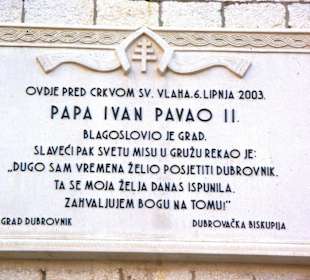 OVDJE PRED CRKVOM SV. VLAHA, 6. LIPNJA 2003.
PAPA IVAN PAVAO II.
BLAGOSLOVIO JE GRAD.
SLAVEĆI PAK SVETU MISU U GRUŽU REKAO JE:
„DUGO SAM VREMENA ŽELIO POSJETITI DUBROVNIK.
TA SE MOJA ŽELJA DANAS ISPUNILA.
ZAHVALJUJEM BOGU NA TOMU!"
GRAD DUBROVNIK DUBROVAČKA BISKUPIJA